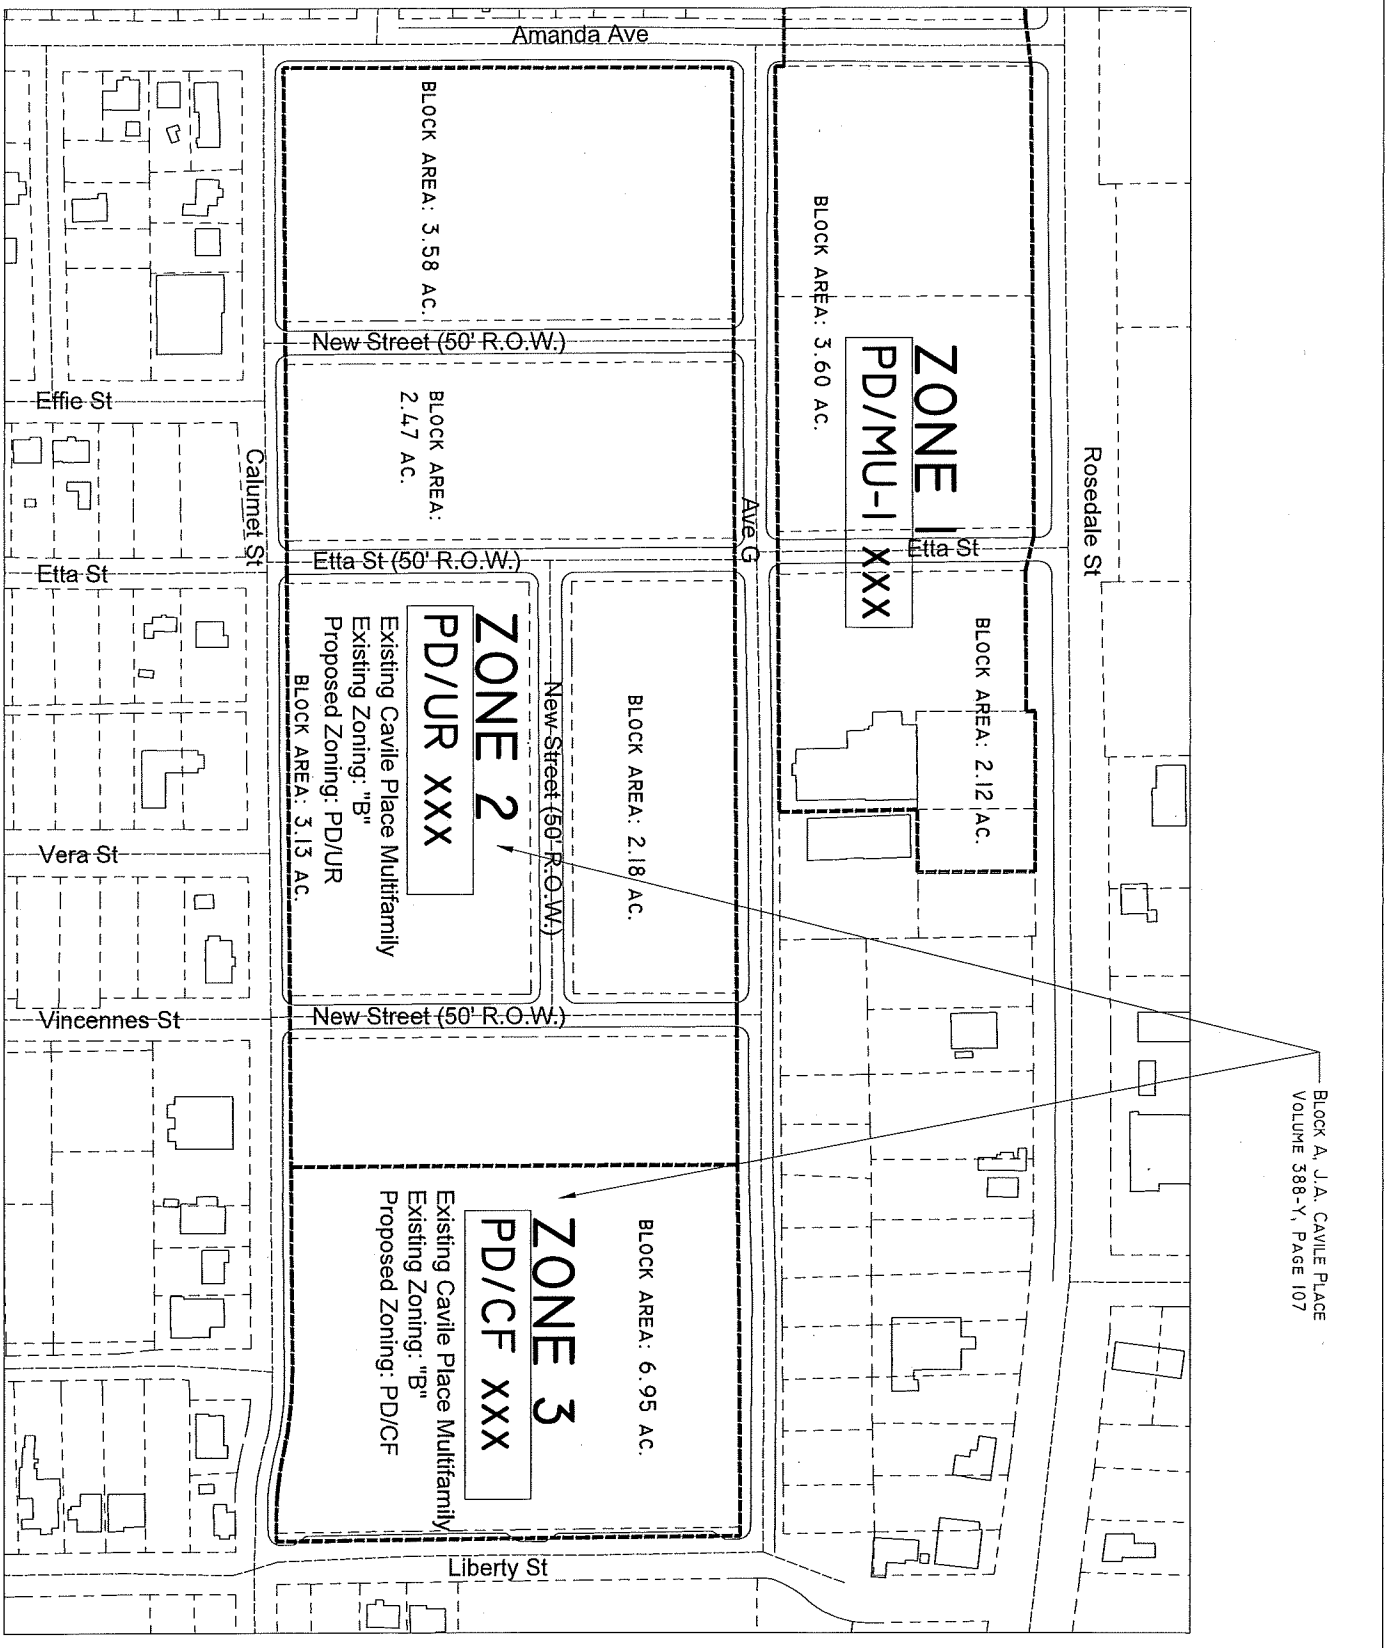 Amanda Ave
BLOCK AREA: 3.58 AC.
BLOCK AREA: 3.60 AC.
ZONE 1
PD/MU-1 XXX
Rosedale St
New Street (50' R.O.W.)
Effie St
BLOCK AREA:
2.47 AC.
Calumet St
Ave G
Etta St
Etta St (50' R.O.W.)
Etta St
BLOCK AREA: 2.12 AC.
ZONE 2
PD/UR XXX
Existing Cavile Place Multifamily
Existing Zoning: "B"
Proposed Zoning: PD/UR
BLOCK AREA: 3.13 AC.
New Street (50' R.O.W.)
BLOCK AREA: 2.18 AC.
Vera St
Vincennes St
New Street (50' R.O.W.)
BLOCK A, J.A. CAVILE PLACE
VOLUME 388-Y, PAGE 107
BLOCK AREA: 6.95 AC.
ZONE 3
PD/CF XXX
Existing Cavile Place Multifamily
Existing Zoning: "B"
Proposed Zoning: PD/CF
Liberty St